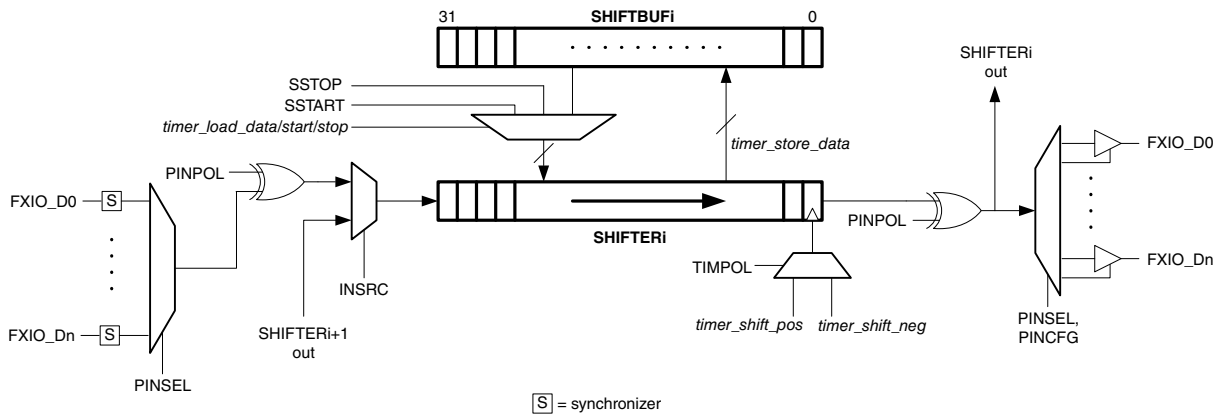 31 SHIFTBUFi 0
SHIFTERi
out
SSTOP
SSTART
timer_load_data/start/stop
timer_store_data
PINPOL
FXIO_D0
S
FXIO_D0
PINPOL
SHIFTERi
TIMPOL
INSRC
FXIO_Dn
timer_shift_pos
timer_shift_neg
FXIO_Dn
S
SHIFTERi+1
out
PINSEL,
PINCFG
PINSEL
S = synchronizer